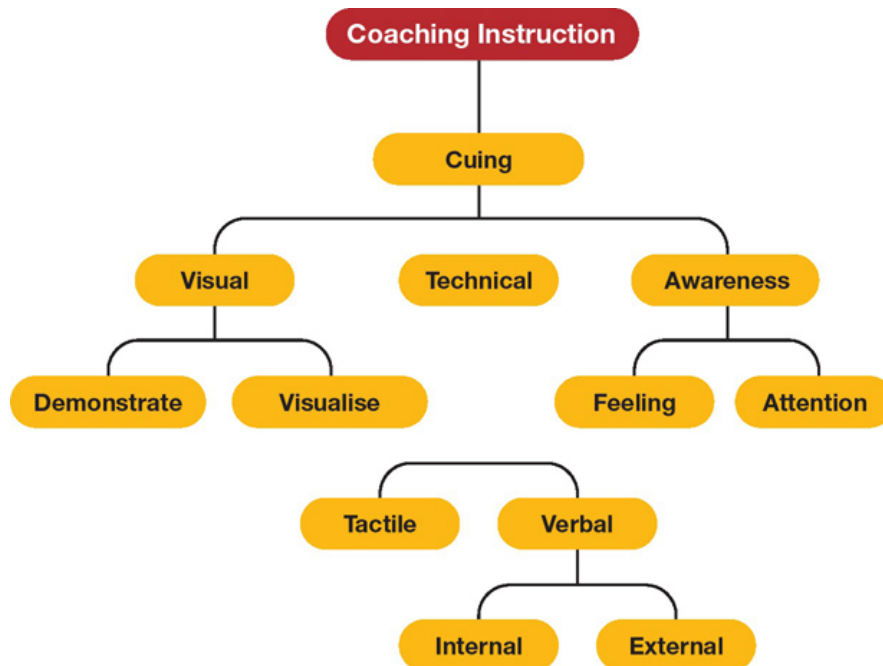 Coaching Instruction
Cuing
Visual
Technical
Awareness
Demonstrate
Visualise
Feeling
Attention
Tactile
Verbal
Internal
External